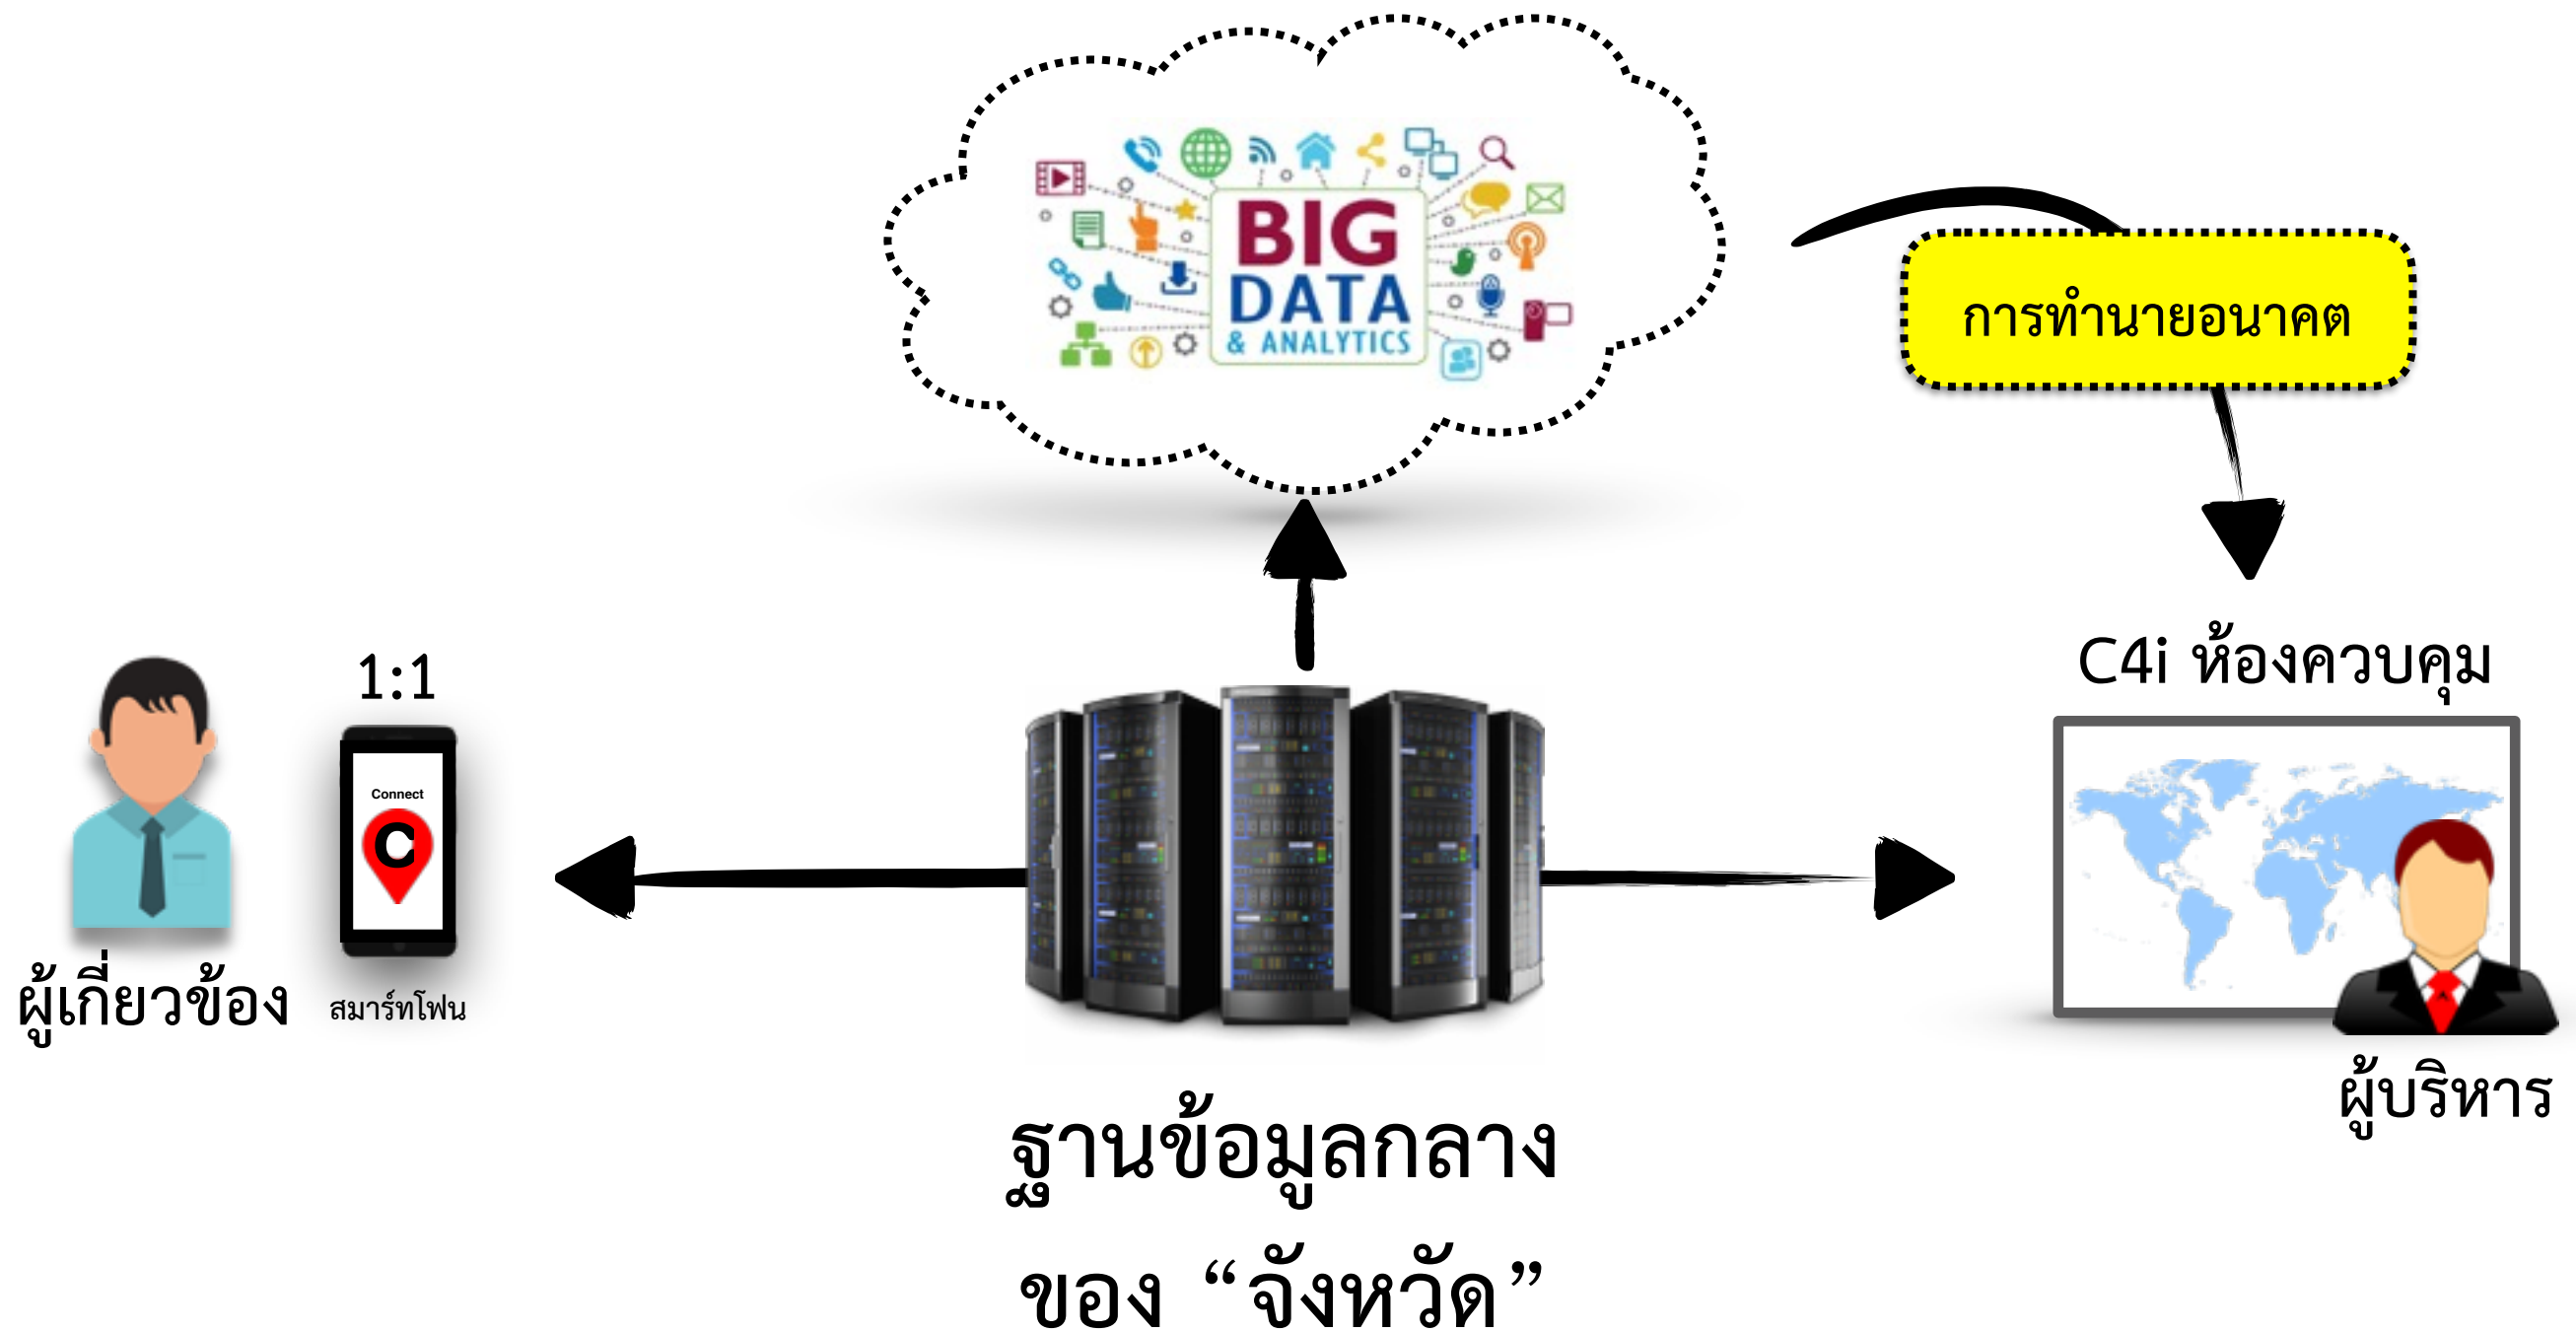 BIG
DATA
& ANALYTICS
การทำนายอนาคต
1:1
Connect
C
ผู้เกี่ยวข้อง
สมาร์ทโฟน
C4i ห้องควบคุม
ผู้บริหาร
ฐานข้อมูลกลาง
ของ “จังหวัด”